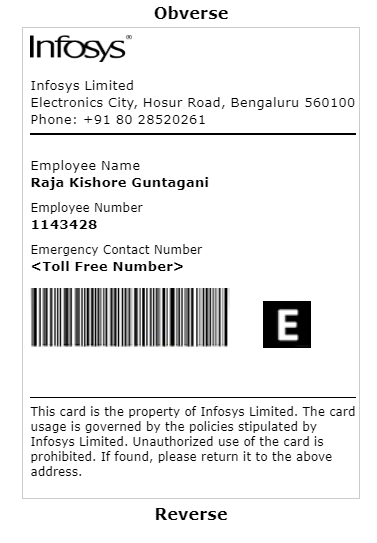 Obverse
Infosys®
Infosys Limited
Electronics City, Hosur Road, Bengaluru 560100
Phone: +91 80 28520261
Employee Name
Raja Kishore Guntagani
Employee Number
1143428
Emergency Contact Number
<Toll Free Number>
E
This card is the property of Infosys Limited. The card
usage is governed by the policies stipulated by
Infosys Limited. Unauthorized use of the card is
prohibited. If found, please return it to the above
address.
Reverse